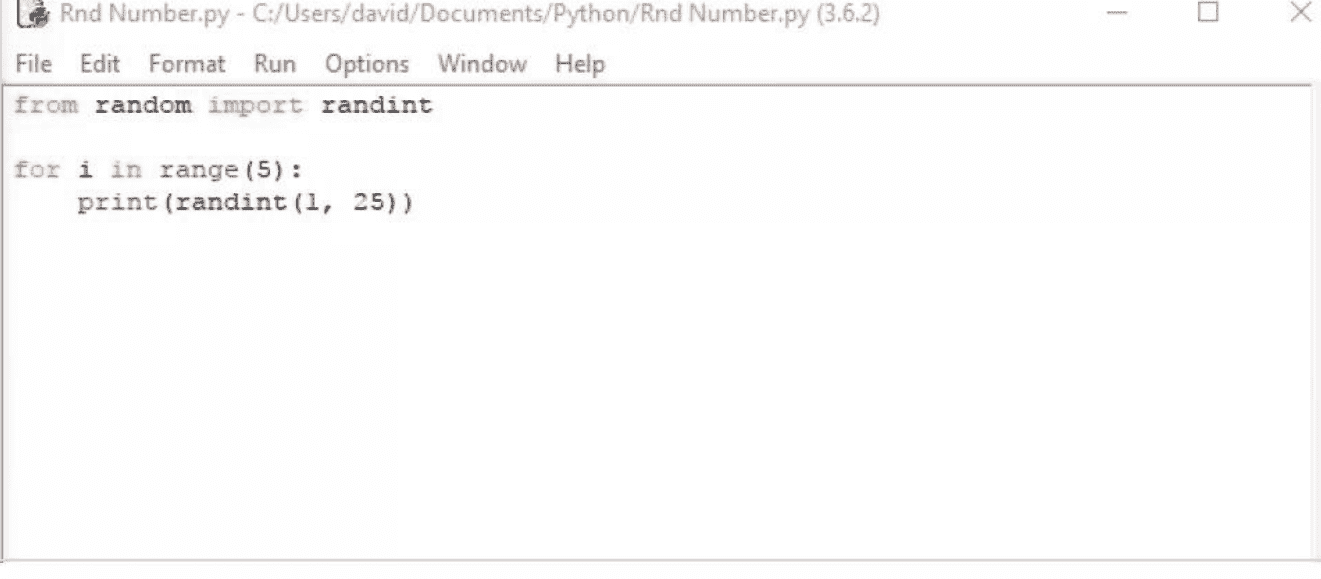 Rnd Number.py - C:/Users/david/Documents/Python/Rnd Number.py (3.6.2)
File Edit Format Run Options Window Help
from random import randint
for i in range(5):
    print(randint(1, 25))